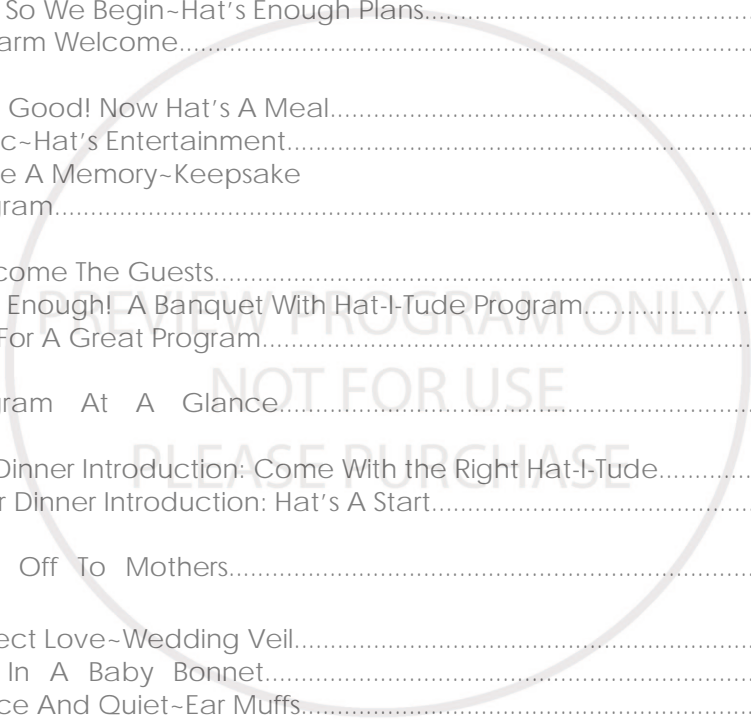 So We Begin~Hat's Enough Plans
arm Welcome
Good! Now Hat's A Meal
c~Hat's Entertainment
e A Memory~Keepsake
gram
come The Guests
Enough! A Banquet With Hat-I-Tude Program
For A Great Program
gram At A Glance
Dinner Introduction: Come With the Right Hat-I-Tude
r Dinner Introduction: Hat's A Start
Off To Mothers
ect Love~Wedding Veil
In A Baby Bonnet
ce And Quiet~Ear Muffs
PREVIEW PROGRAM ONLY
NOT FOR USE
PLEASE PURCHASE